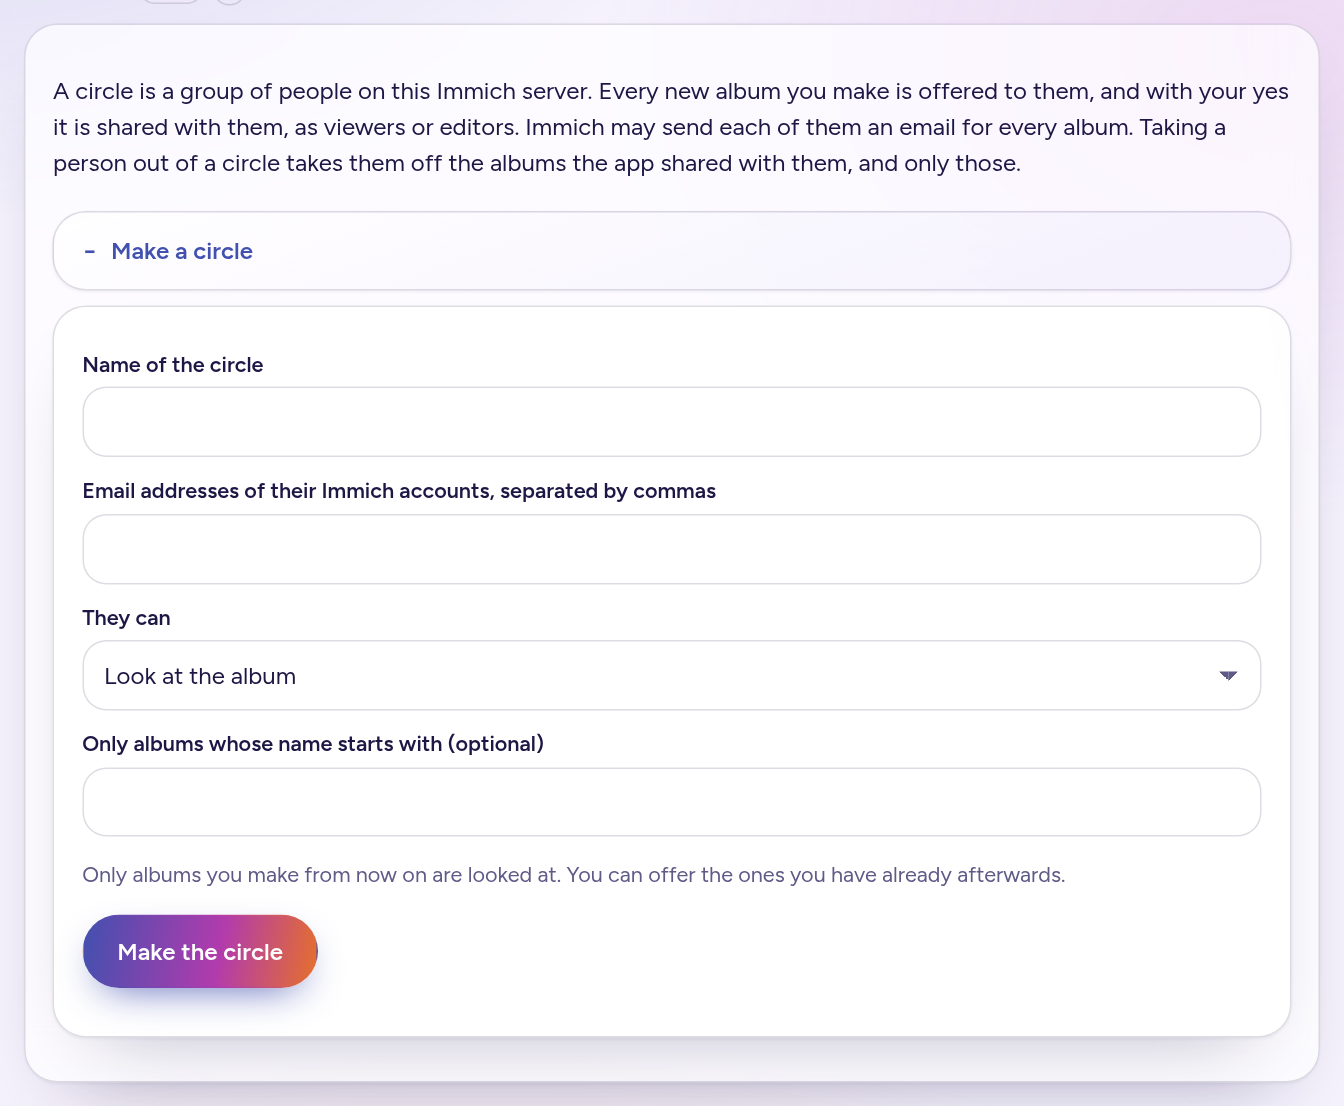 A circle is a group of people on this Immich server. Every new album you make is offered to them, and with your yes
it is shared with them, as viewers or editors. Immich may send each of them an email for every album. Taking a
person out of a circle takes them off the albums the app shared with them, and only those.
– Make a circle
Name of the circle
Email addresses of their Immich accounts, separated by commas
They can
Look at the album
Only albums whose name starts with (optional)
Only albums you make from now on are looked at. You can offer the ones you have already afterwards.
Make the circle